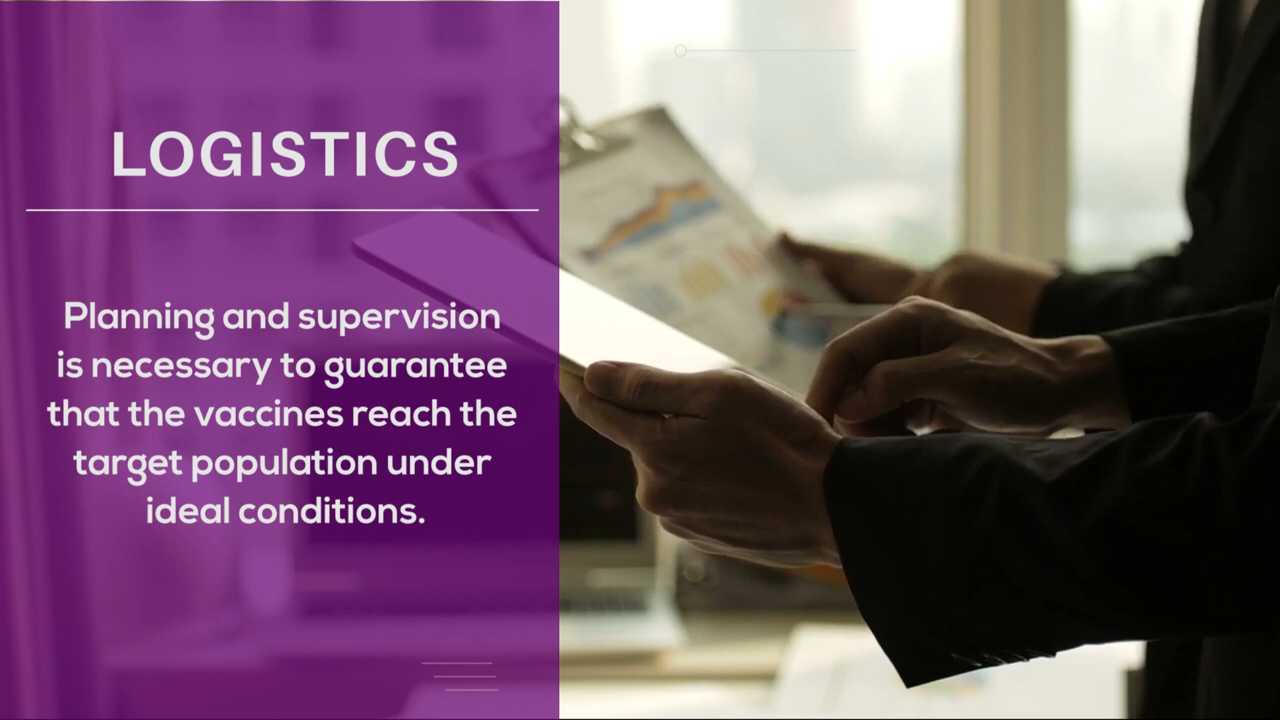 LOGISTICS
Planning and supervision
is necessary to guarantee
that the vaccines reach the
target population under
ideal conditions.